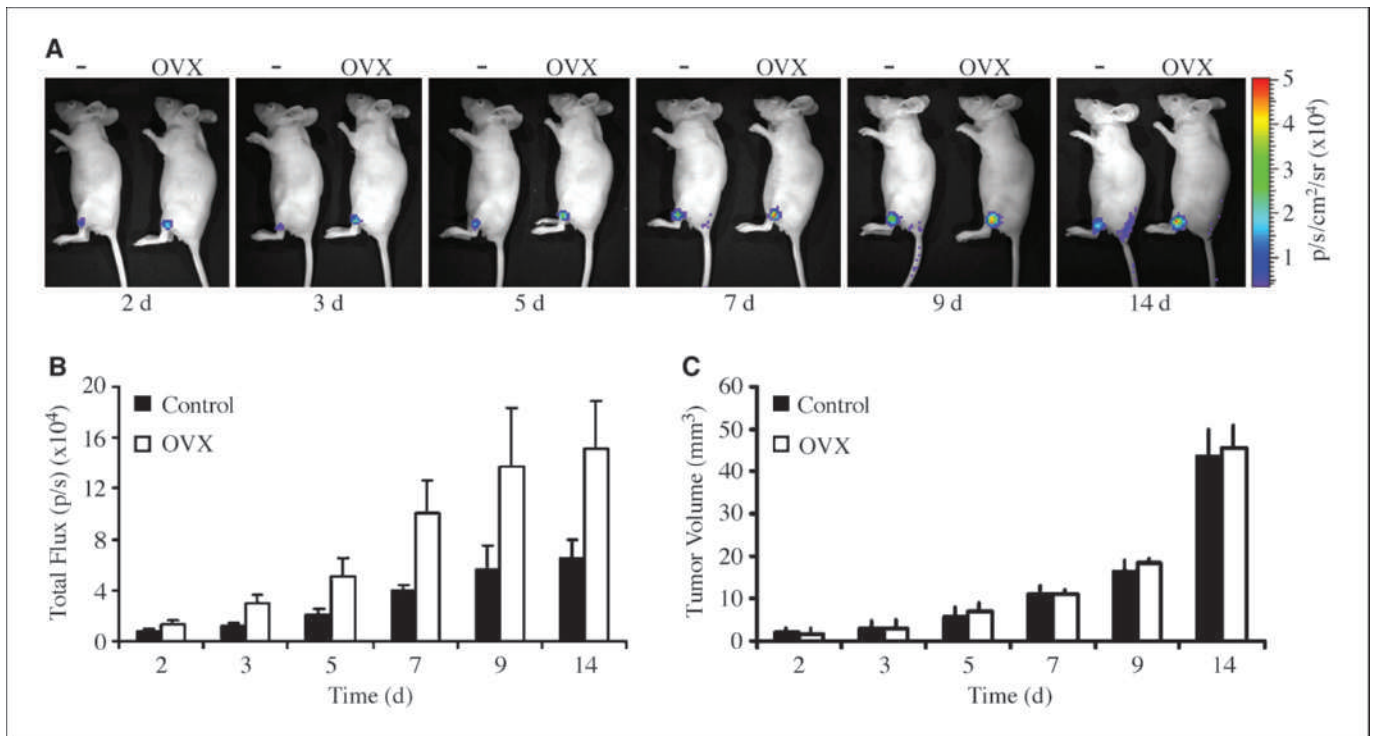 A
- OVX - OVX - OVX - OVX - OVX - OVX
5
4
3
2
1
p/s/cm²/sr (x10⁴)
2 d 3 d 5 d 7 d 9 d 14 d
B
20
16
12
8
4
0
Total Flux (p/s) (x10⁴)
Control
OVX
2 3 5 7 9 14
Time (d)
C
60
50
40
30
20
10
0
Tumor Volume (mm³)
Control
OVX
2 3 5 7 9 14
Time (d)